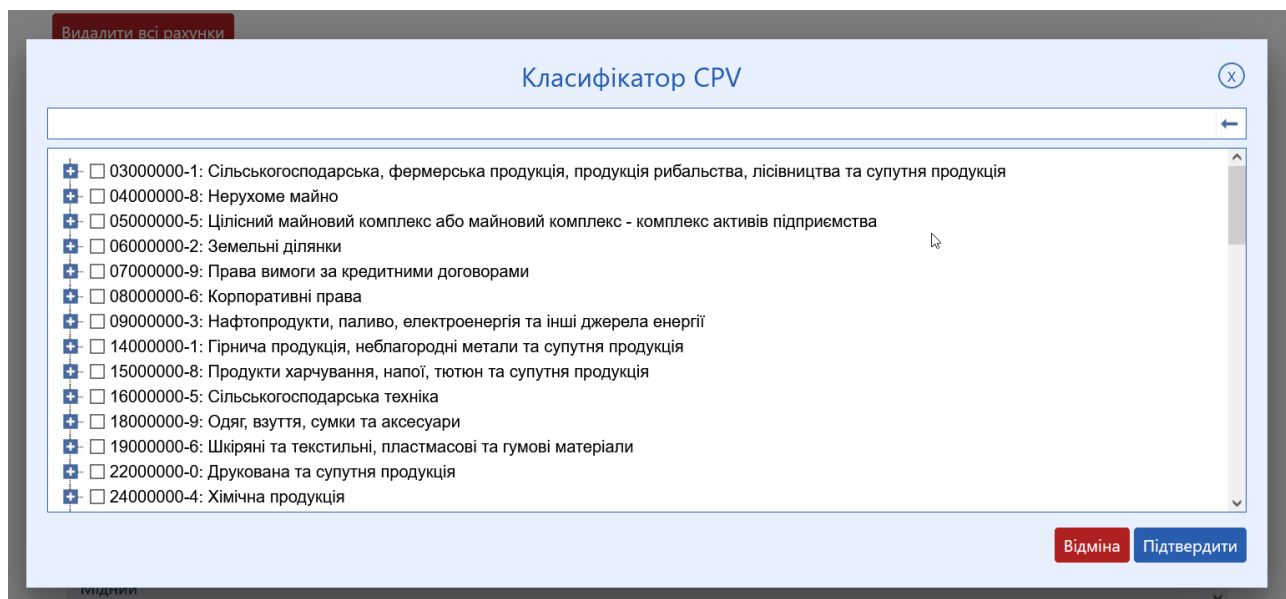 Видалити всі рахунки
Класифікатор CPV
X
03000000-1: Сільськогосподарська, фермерська продукція, продукція рибальства, лісівництва та супутня продукція
04000000-8: Нерухоме майно
05000000-5: Цілісний майновий комплекс або майновий комплекс - комплекс активів підприємства
06000000-2: Земельні ділянки
07000000-9: Права вимоги за кредитними договорами
08000000-6: Корпоративні права
09000000-3: Нафтопродукти, паливо, електроенергія та інші джерела енергії
14000000-1: Гірнича продукція, неблагородні метали та супутня продукція
15000000-8: Продукти харчування, напої, тютюн та супутня продукція
16000000-5: Сільськогосподарська техніка
18000000-9: Одяг, взуття, сумки та аксесуари
19000000-6: Шкіряні та текстильні, пластмасові та гумові матеріали
22000000-0: Друкована та супутня продукція
24000000-4: Хімічна продукція
Відміна Підтвердити
Мідний